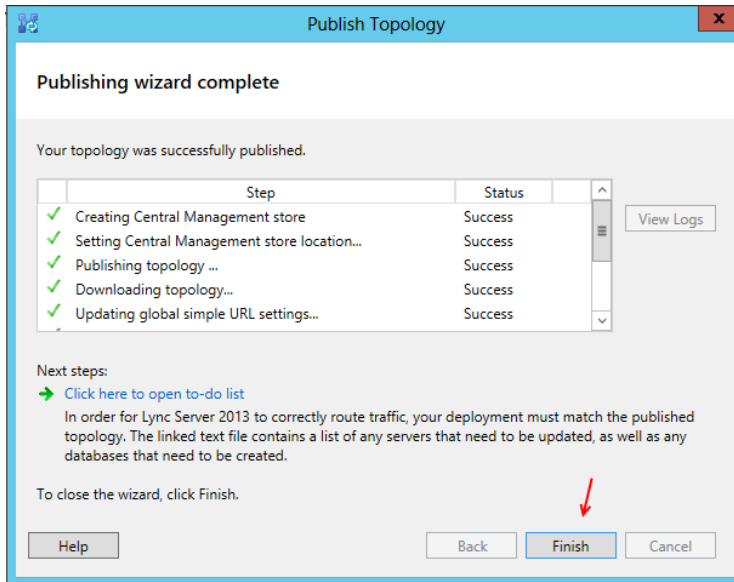 Publish Topology
x
Publishing wizard complete
Your topology was successfully published.
Step Status
Creating Central Management store Success
Setting Central Management store location... Success
Publishing topology ... Success
Downloading topology... Success
Updating global simple URL settings... Success
View Logs
Next steps:
Click here to open to-do list
In order for Lync Server 2013 to correctly route traffic, your deployment must match the published
topology. The linked text file contains a list of any servers that need to be updated, as well as any
databases that need to be created.
To close the wizard, click Finish.
Help Back Finish Cancel